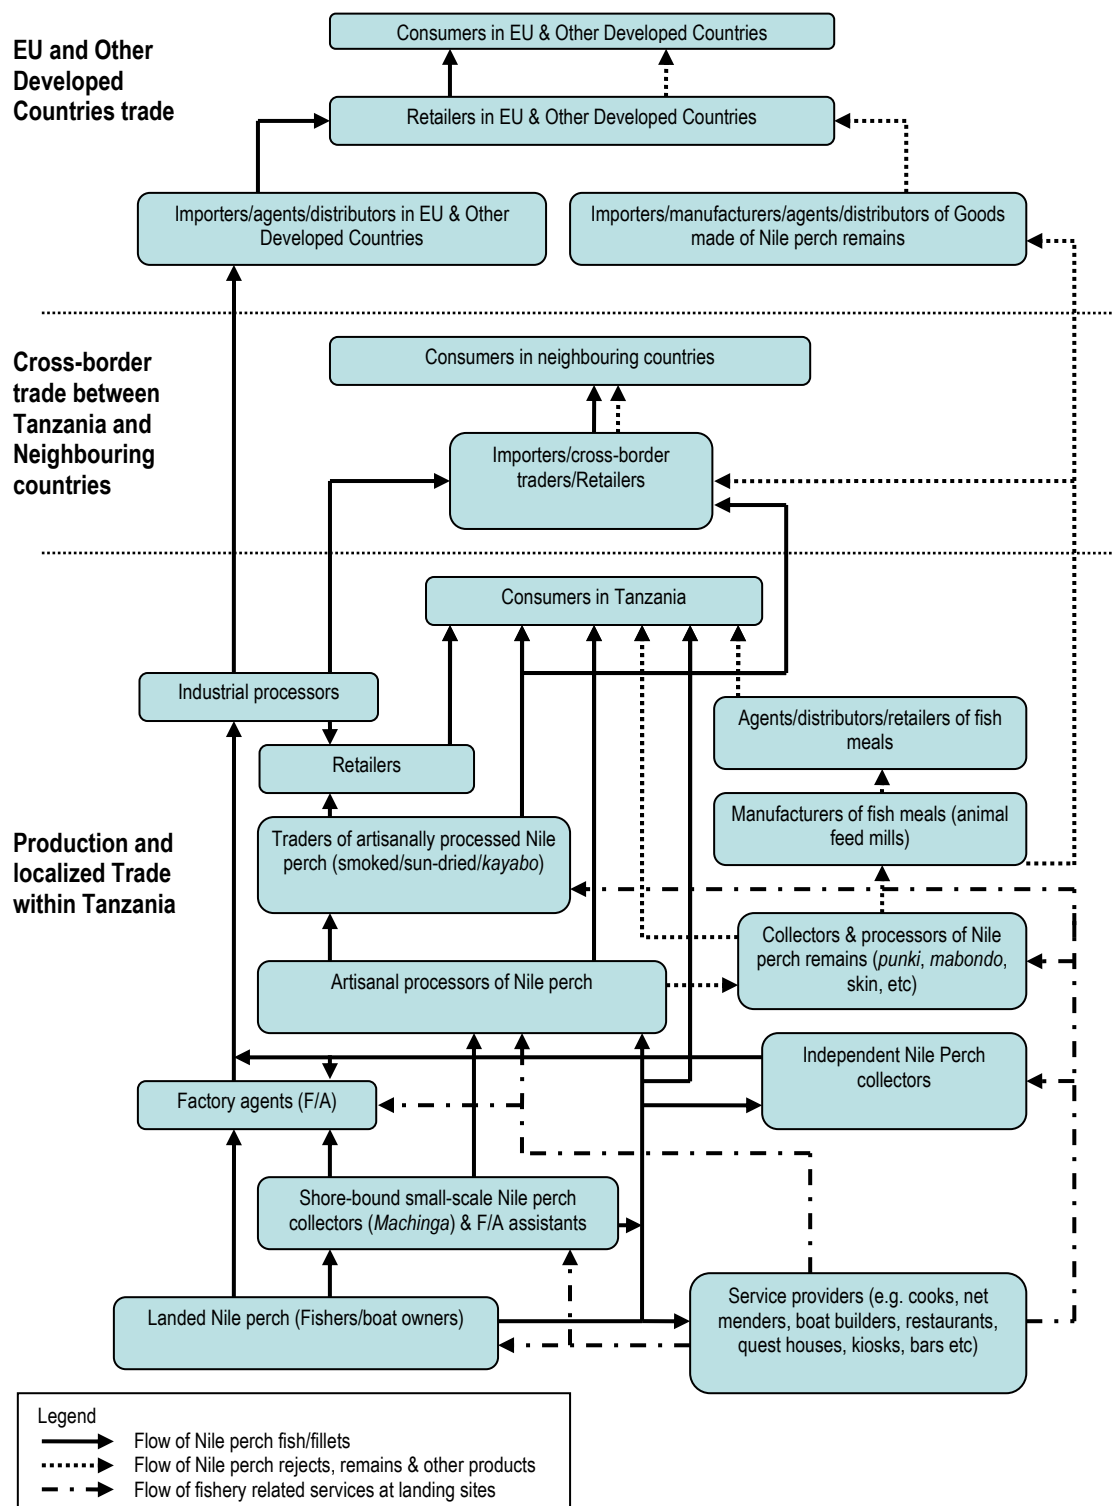 EU and Other
Developed
Countries trade
Consumers in EU & Other Developed Countries
Retailers in EU & Other Developed Countries
Importers/agents/distributors in EU & Other
Developed Countries
Importers/manufacturers/agents/distributors of Goods
made of Nile perch remains
Cross-border
trade between
Tanzania and
Neighbouring
countries
Consumers in neighbouring countries
Importers/cross-border
traders/Retailers
Consumers in Tanzania
Industrial processors
Retailers
Agents/distributors/retailers of fish
meals
Manufacturers of fish meals (animal
feed mills)
Production and
localized Trade
within Tanzania
Traders of artisanally processed Nile
perch (smoked/sun-dried/kayabo)
Collectors & processors of Nile
perch remains (punki, mabondo,
skin, etc)
Artisanal processors of Nile perch
Independent Nile Perch
collectors
Factory agents (F/A)
Shore-bound small-scale Nile perch
collectors (Machinga) & F/A assistants
Landed Nile perch (Fishers/boat owners)
Service providers (e.g. cooks, net
menders, boat builders, restaurants,
quest houses, kiosks, bars etc)
Legend
Flow of Nile perch fish/fillets
Flow of Nile perch rejects, remains & other products
Flow of fishery related services at landing sites